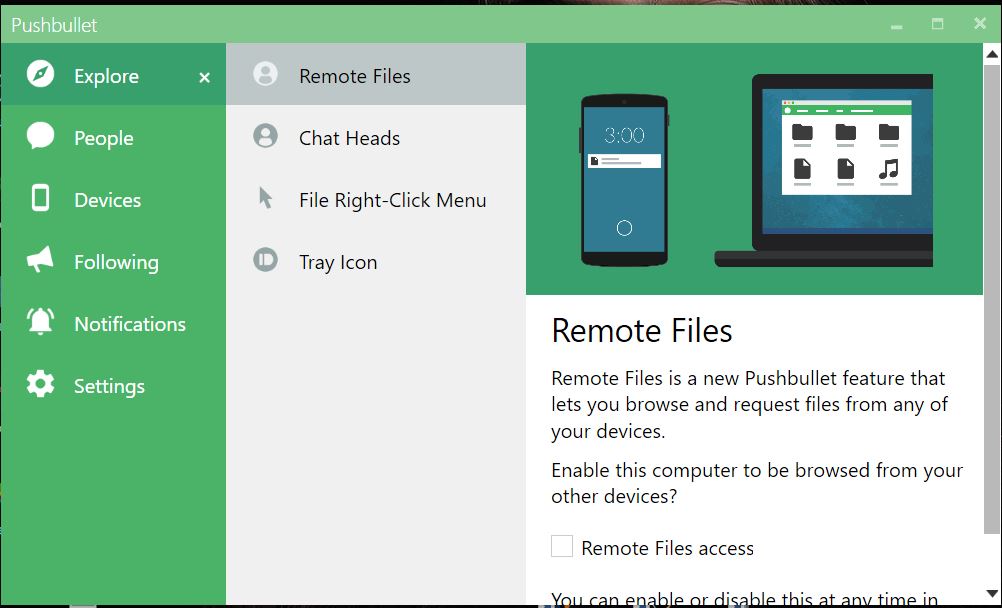 Pushbullet
Explore
People
Devices
Following
Notifications
Settings
Remote Files
Chat Heads
File Right-Click Menu
Tray Icon
3:00
Remote Files
Remote Files is a new Pushbullet feature that
lets you browse and request files from any of
your devices.
Enable this computer to be browsed from your
other devices?
Remote Files access
You can enable or disable this at any time in